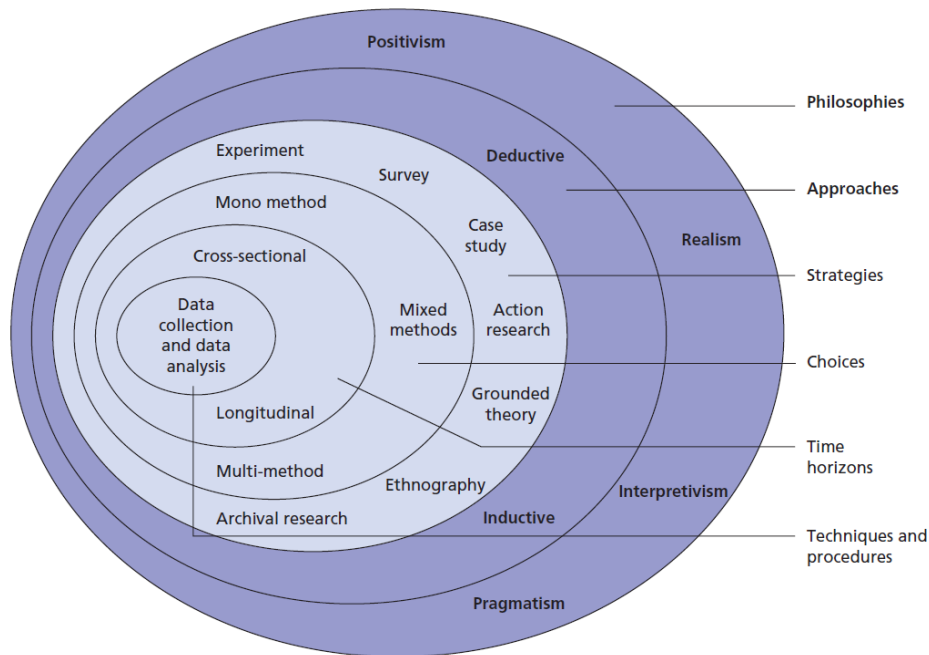 Positivism
Philosophies
Experiment
Deductive
Survey
Approaches
Mono method
Case
study
Realism
Cross-sectional
Strategies
Data
collection
and data
analysis
Mixed
methods
Action
research
Choices
Grounded
theory
Longitudinal
Time
horizons
Multi-method
Ethnography
Interpretivism
Archival research
Inductive
Techniques and
procedures
Pragmatism